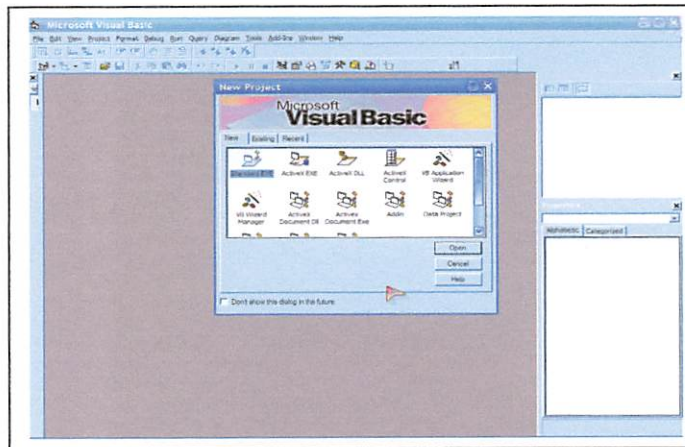 Microsoft Visual Basic
File Edit View Project Format Debug Run Query Diagram Tools Add-Ins Window Help
New Project
Microsoft
Visual Basic
New Existing Recent
Standard EXE ActiveX EXE ActiveX DLL ActiveX Control VB Application Wizard
VB Wizard Manager ActiveX Document Dll Activex Document Exe Addin Data Project
Open
Cancel
Help
Don't show this dialog in the future
Alphabetic Categorized